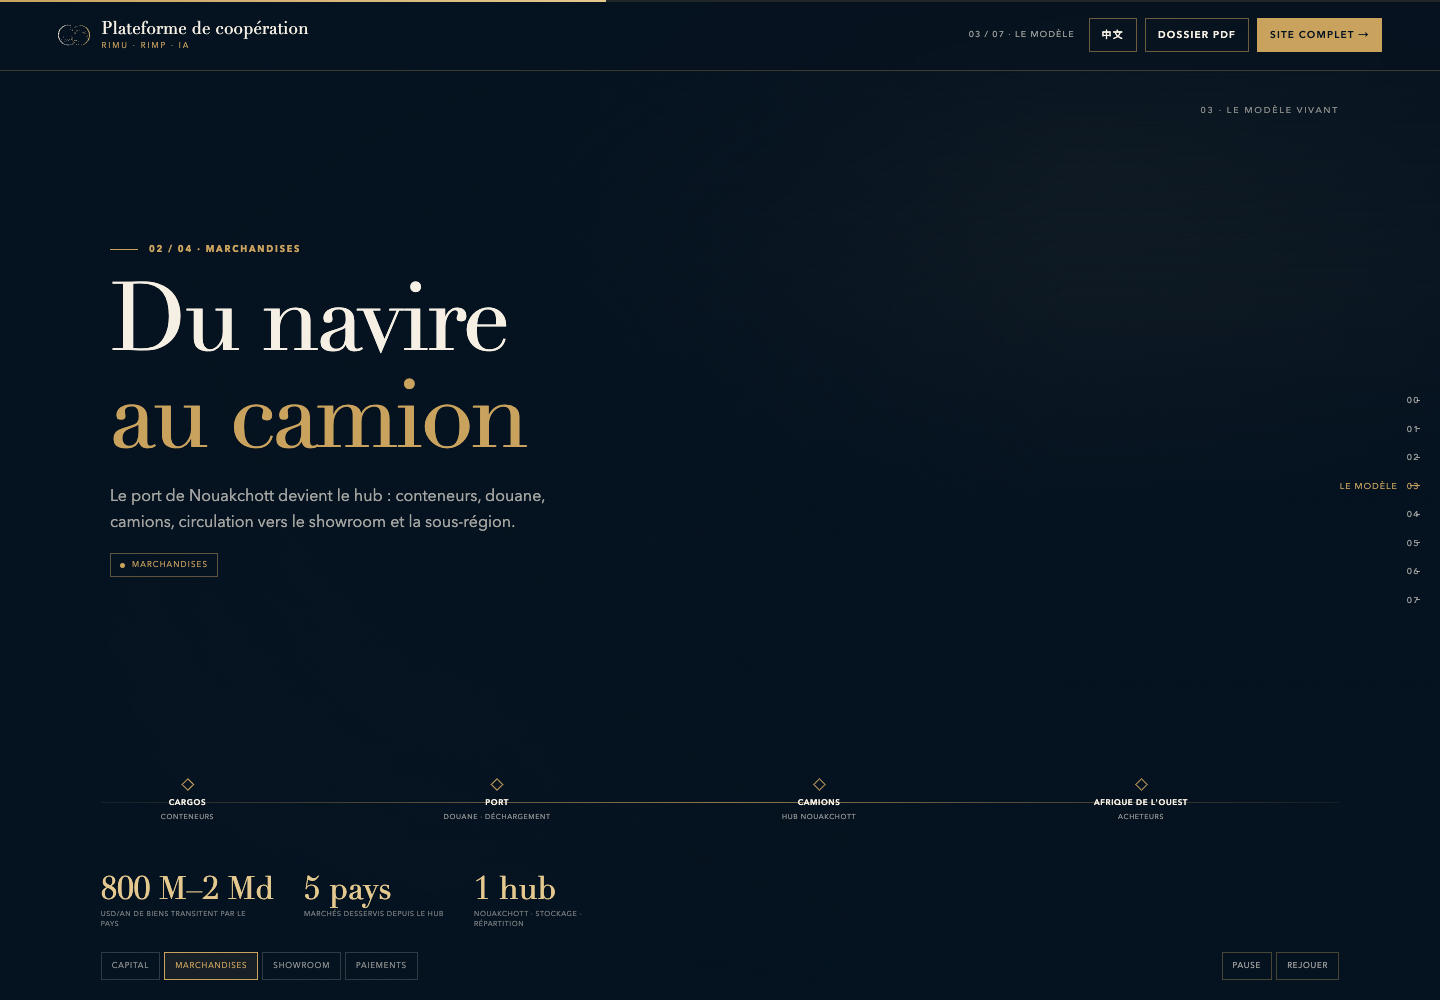 Plateforme de coopération
RIMU · RIMP · IA
03 / 07 · LE MODÈLE
中文
DOSSIER PDF
SITE COMPLET →
03 · LE MODÈLE VIVANT
02 / 04 · MARCHANDISES
Du navire
au camion
Le port de Nouakchott devient le hub : conteneurs, douane,
camions, circulation vers le showroom et la sous-région.
MARCHANDISES
00
01
02
LE MODÈLE 03
04
05
06
07
CARGOS
CONTENEURS
PORT
DOUANE · DÉCHARGEMENT
CAMIONS
HUB NOUAKCHOTT
AFRIQUE DE L'OUEST
ACHETEURS
800 M–2 Md
USD/AN DE BIENS TRANSITENT PAR LE
PAYS
5 pays
MARCHÉS DESSERVIS DEPUIS LE HUB
1 hub
NOUAKCHOTT · STOCKAGE ·
RÉPARTITION
CAPITAL
MARCHANDISES
SHOWROOM
PAIEMENTS
PAUSE
REJOUER